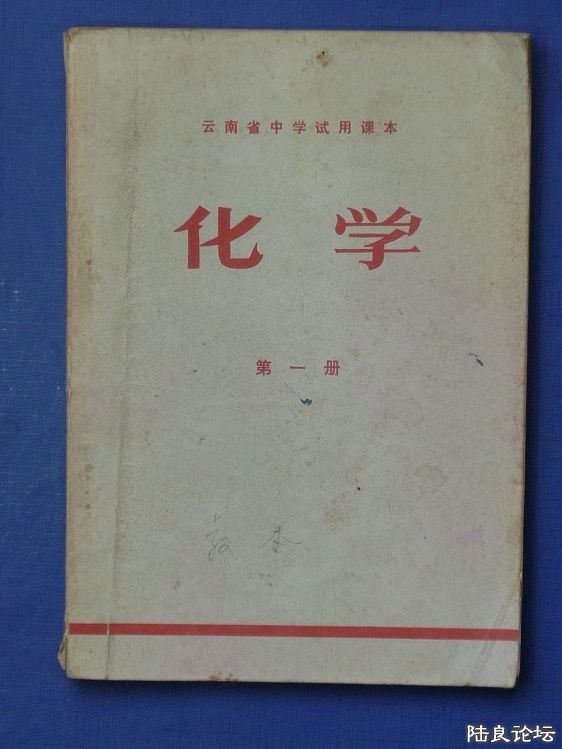 云南省中学试用课本
化学
第一册
教本
陆良论坛